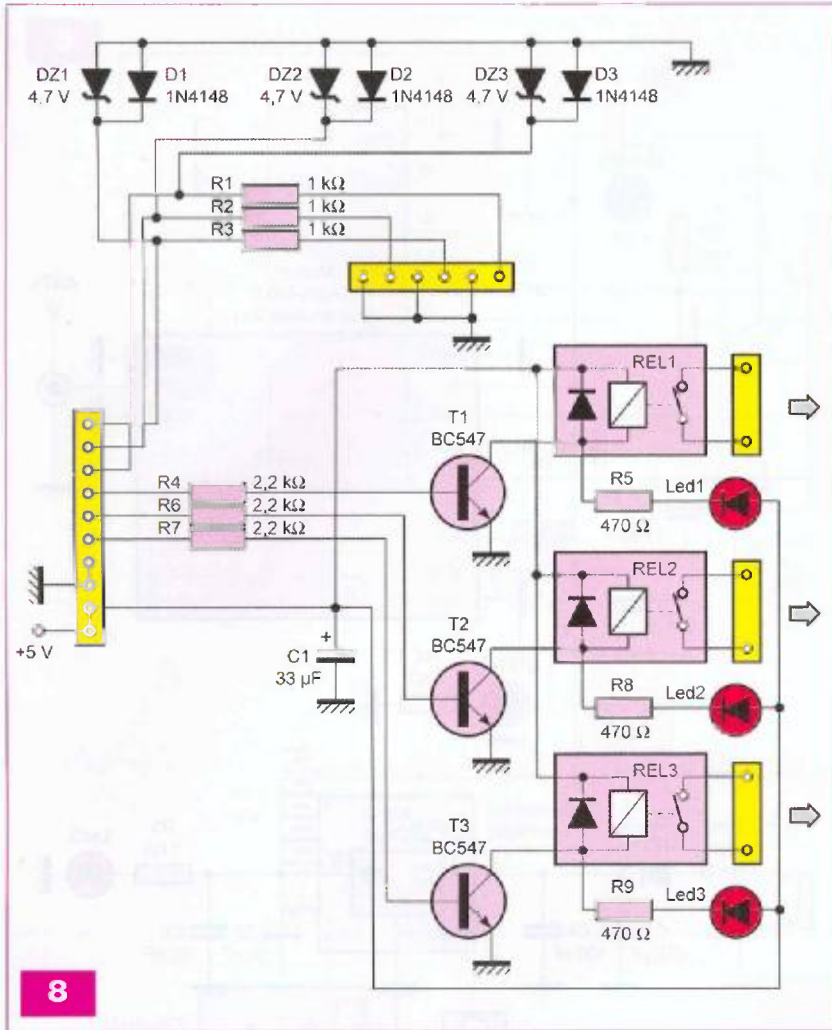 DZ1
4,7 V
D1
1N4148
DZ2
4,7 V
D2
1N4148
DZ3
4,7 V
D3
1N4148
R1 1 kΩ
R2 1 kΩ
R3 1 kΩ
REL1
T1
BC547
R4 2,2 kΩ
R6 2,2 kΩ
R7 2,2 kΩ
R5
470 Ω
Led1
REL2
+5 V
+
C1
33 µF
T2
BC547
R8
470 Ω
Led2
REL3
T3
BC547
R9
470 Ω
Led3
8